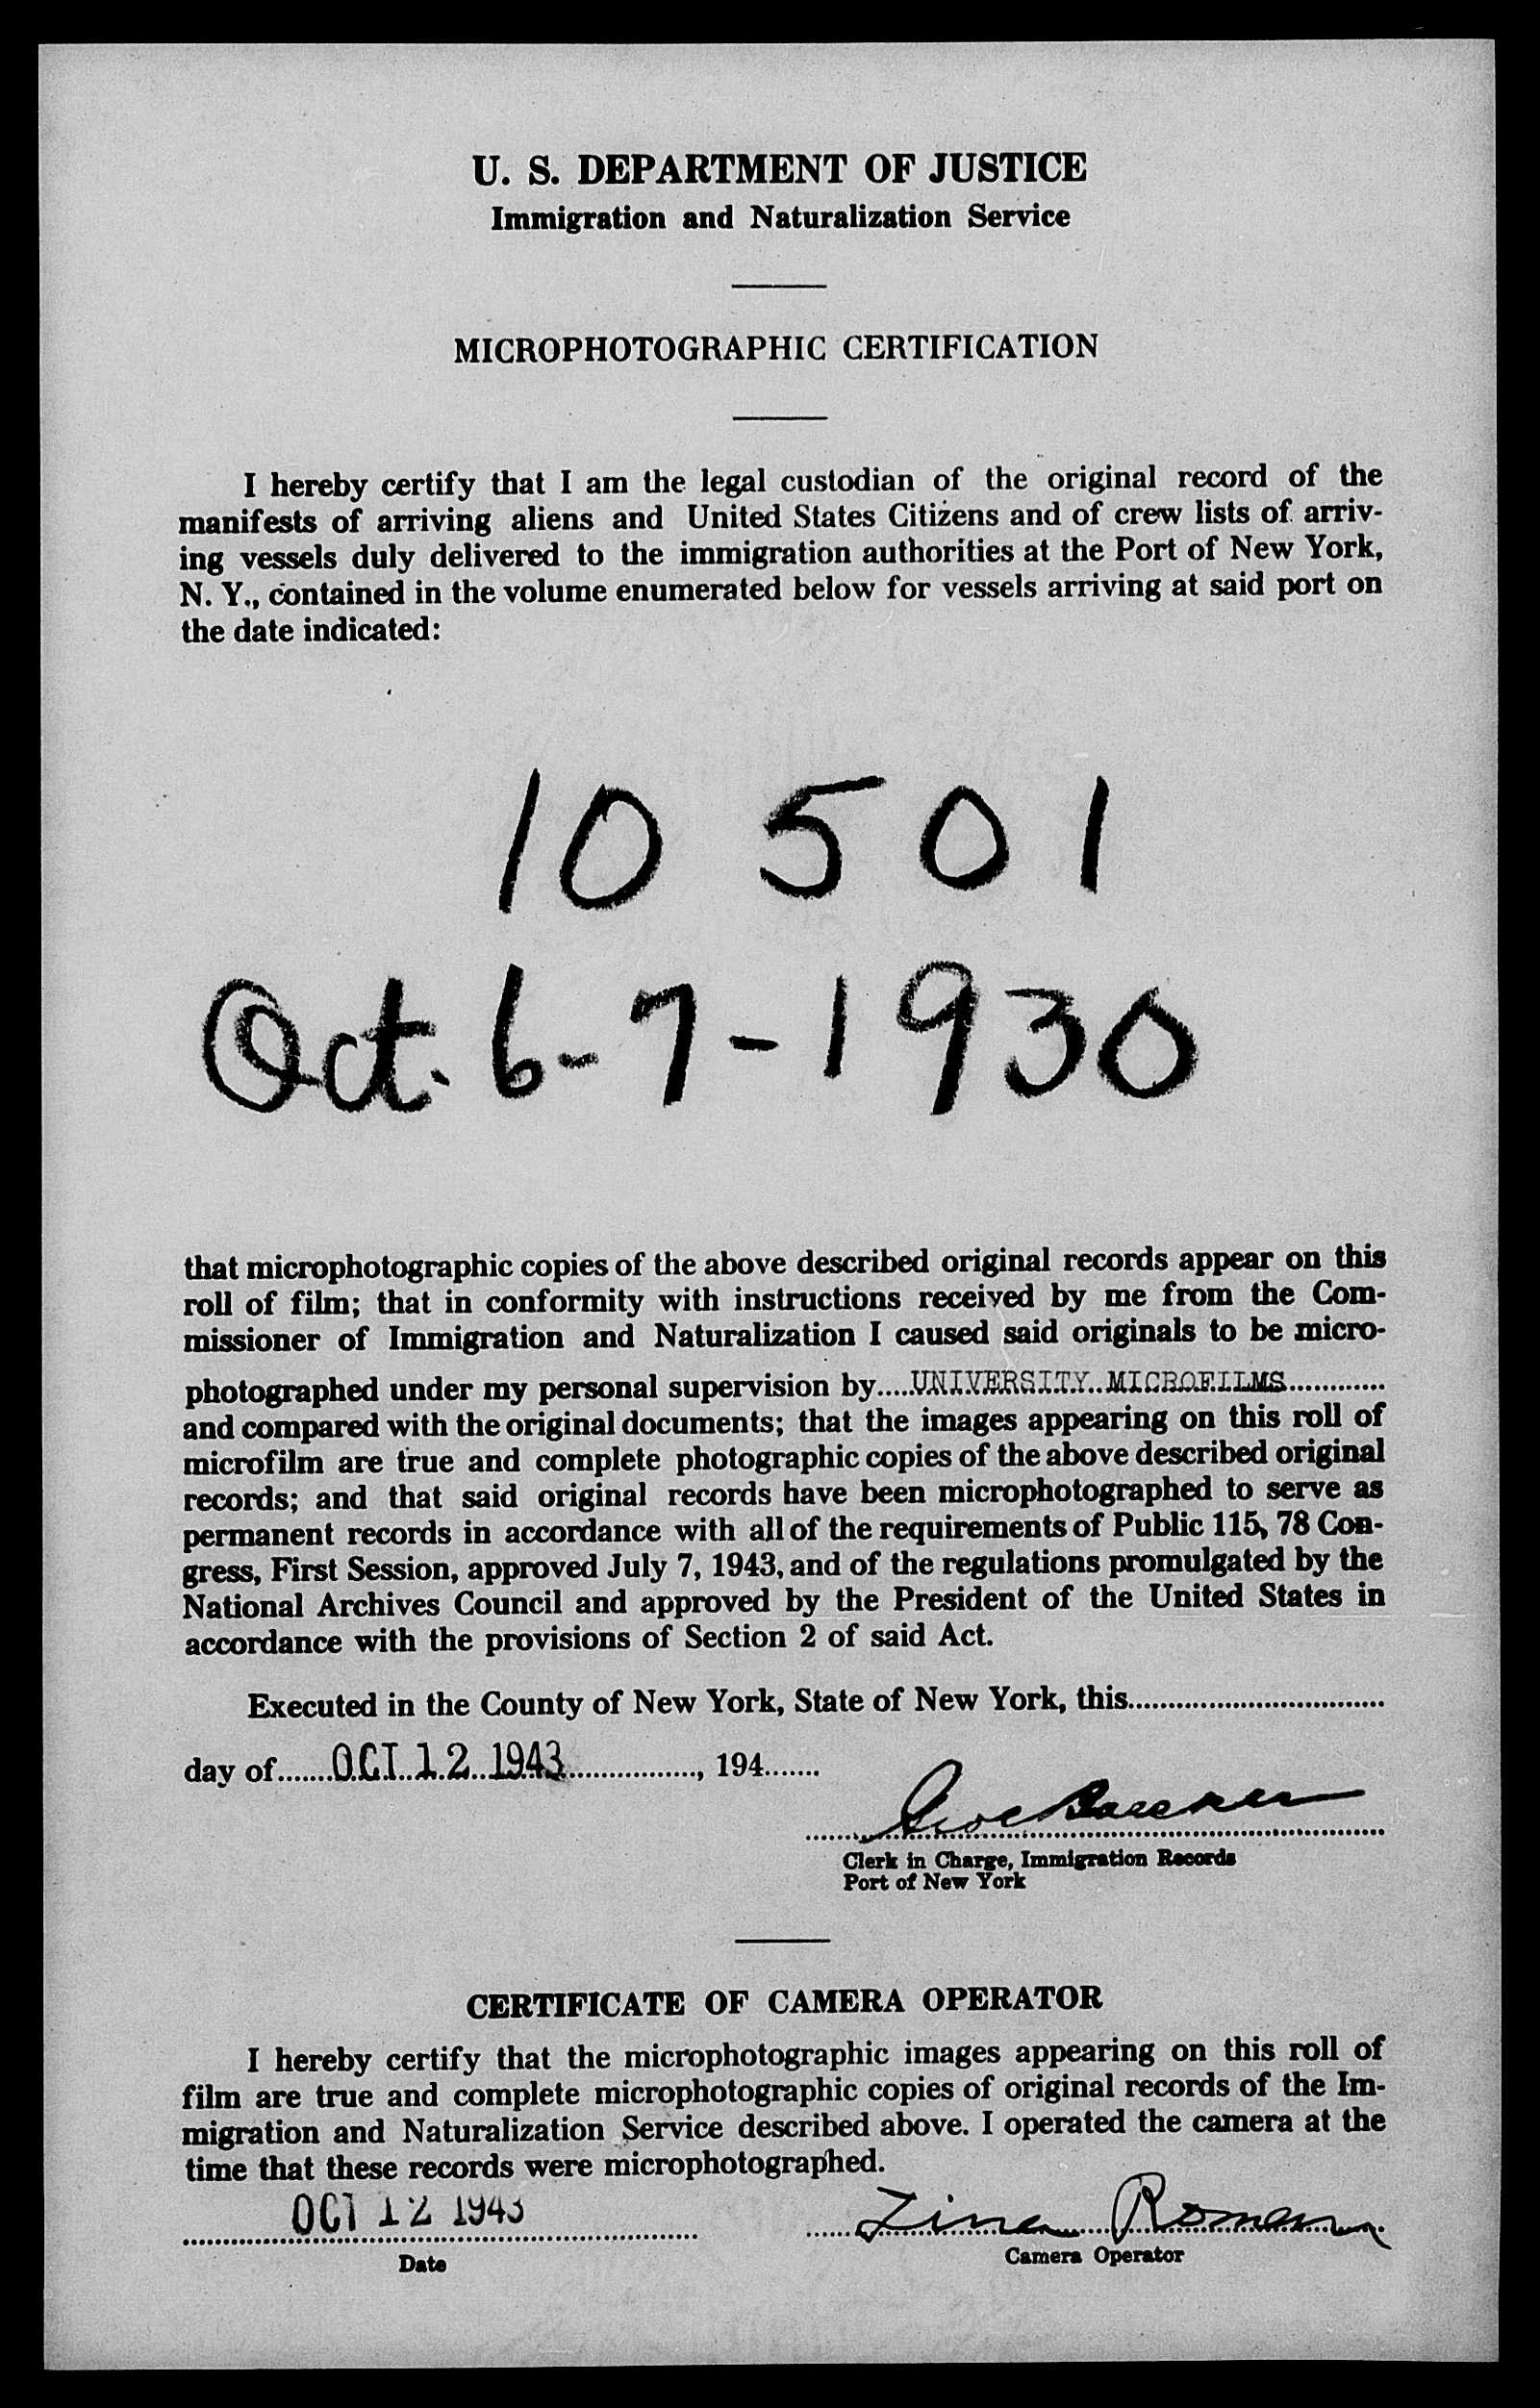 U. S. DEPARTMENT OF JUSTICE
Immigration and Naturalization Service
MICROPHOTOGRAPHIC CERTIFICATION
I hereby certify that I am the legal custodian of the original record of the
manifests of arriving aliens and United States Citizens and of crew lists of arriv-
ing vessels duly delivered to the immigration authorities at the Port of New York,
N. Y., contained in the volume enumerated below for vessels arriving at said port on
the date indicated:
10 501
Oct. 6-7-1930
that microphotographic copies of the above described original records appear on this
roll of film; that in conformity with instructions received by me from the Com-
missioner of Immigration and Naturalization I caused said originals to be micro-
photographed under my personal supervision by....UNIVERSITY MICROFILMS............
and compared with the original documents; that the images appearing on this roll of
microfilm are true and complete photographic copies of the above described original
records; and that said original records have been microphotographed to serve as
permanent records in accordance with all of the requirements of Public 115, 78 Con-
gress, First Session, approved July 7, 1943, and of the regulations promulgated by the
National Archives Council and approved by the President of the United States in
accordance with the provisions of Section 2 of said Act.
Executed in the County of New York, State of New York, this................................
day of.......OCT 12 1943................, 194.......
Clerk in Charge, Immigration Records
Port of New York
CERTIFICATE OF CAMERA OPERATOR
I hereby certify that the microphotographic images appearing on this roll of
film are true and complete microphotographic copies of original records of the Im-
migration and Naturalization Service described above. I operated the camera at the
time that these records were microphotographed.
OCT 12 1943 Zina Roman
Date Camera Operator